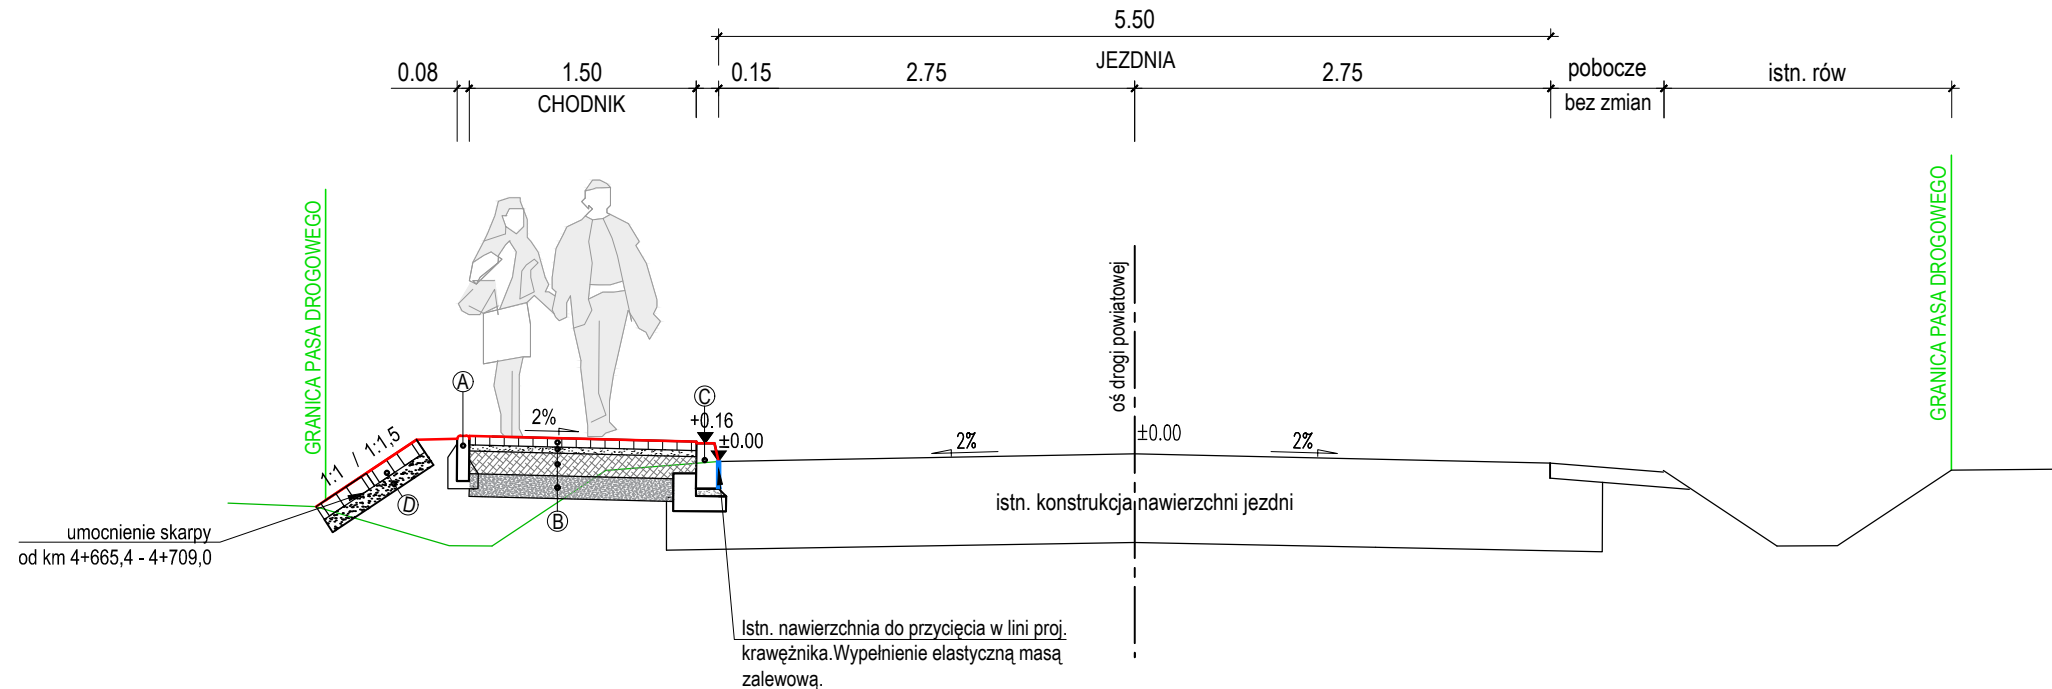 5.50
JEZDNIA
0.08
1.50
0.15
2.75
2.75
pobocze
istn. rów
CHODNIK
bez zmian
GRANICA PASA DROGOWEGO
GRANICA PASA DROGOWEGO
oś drogi powiatowej
A
C
+0.16
±0.00
2%
±0.00
2%
2%
1:1 / 1:1,5
D
B
istn. konstrukcja nawierzchni jezdni
umocnienie skarpy
od km 4+665,4 - 4+709,0
Istn. nawierzchnia do przycięcia w lini proj.
krawężnika.Wypełnienie elastyczną masą
zalewową.